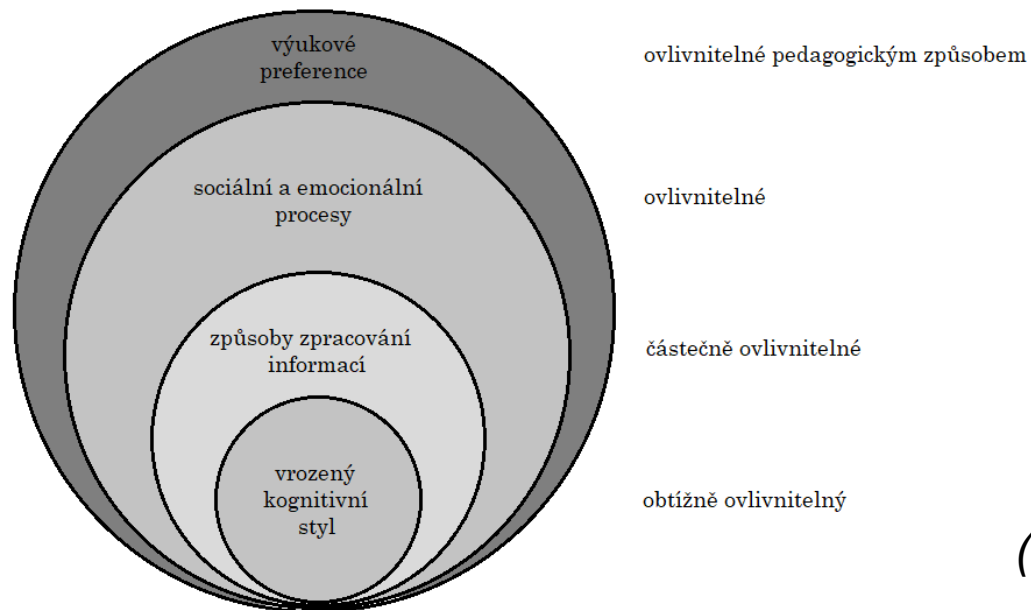 výukové
preference
ovlivnitelné pedagogickým způsobem
sociální a emocionální
procesy
ovlivnitelné
způsoby zpracování
informací
částečně ovlivnitelné
vrozený
kognitivní
styl
obtížně ovlivnitelný
(